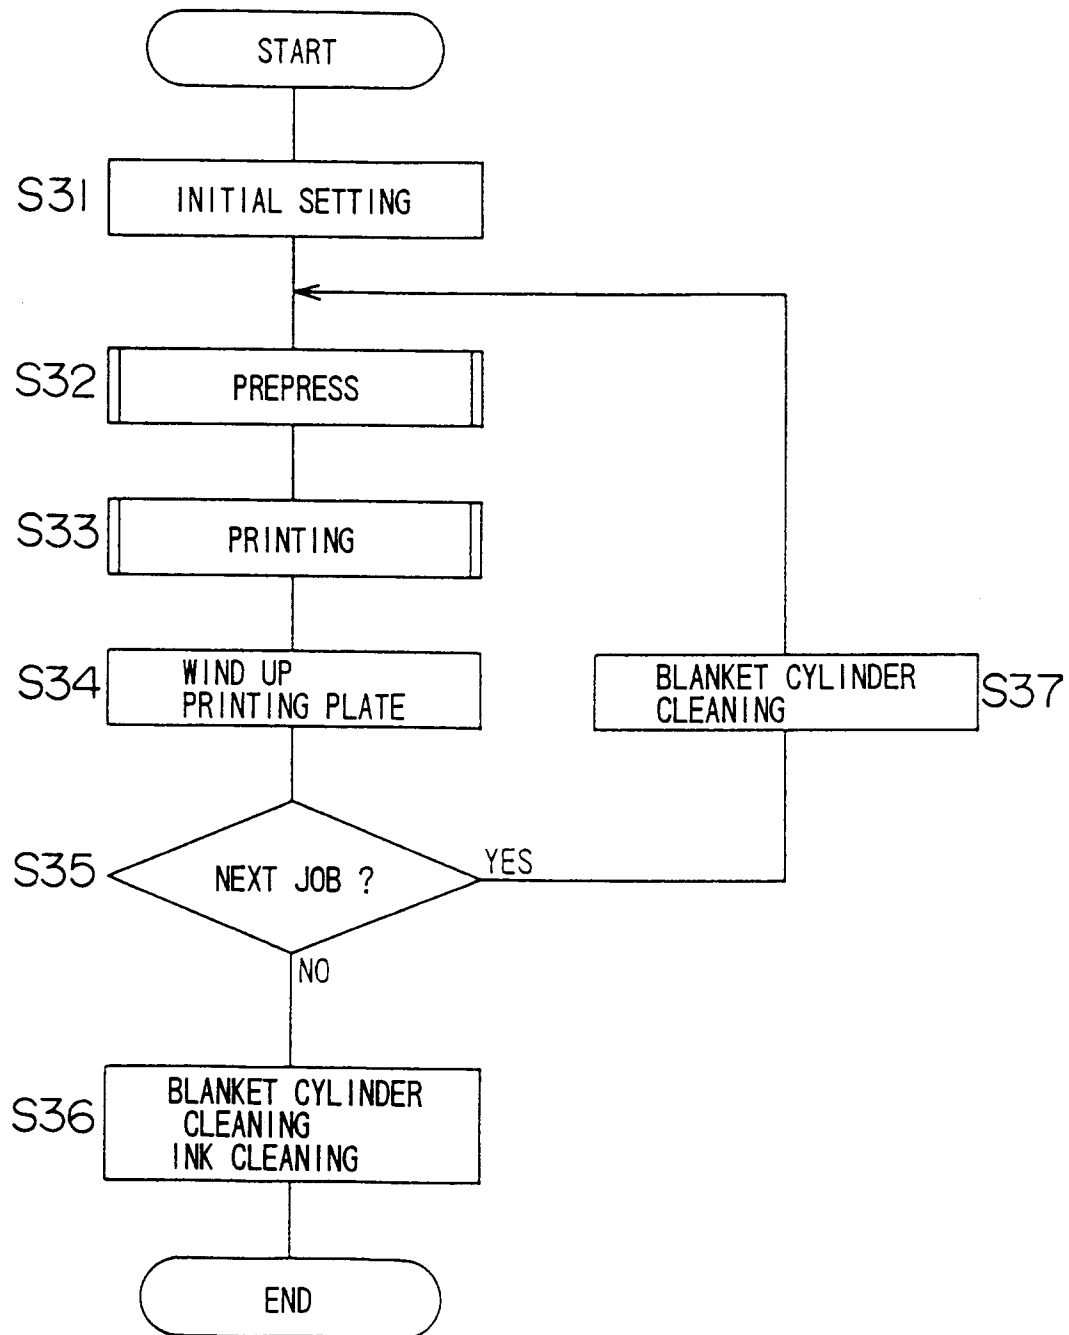 START
S31
INITIAL SETTING
S32
PREPRESS
S33
PRINTING
S34
WIND UP
PRINTING PLATE
BLANKET CYLINDER
CLEANING
S37
S35
NEXT JOB ?
YES
NO
S36
BLANKET CYLINDER
CLEANING
INK CLEANING
END